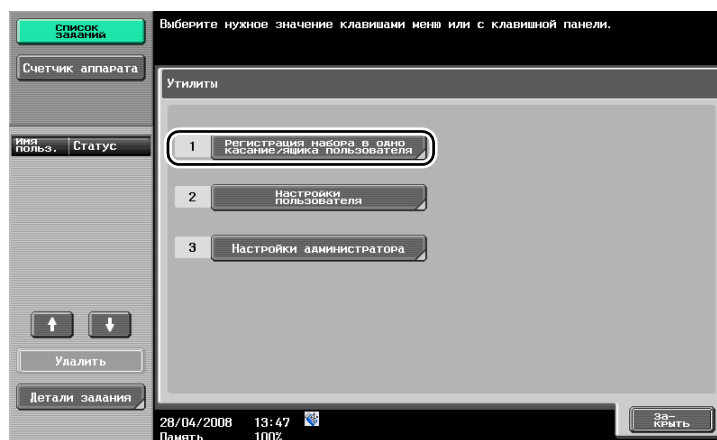 Список
заданий
Выберите нужное значение клавишами меню или с клавишной панели.
Счетчик аппарата
Утилиты
Имя
польз.
Статус
1
Регистрация набора в одно
касание/ящика пользователя
2
Настройки
пользователя
3
Настройки администратора
Удалить
Детали задания
28/04/2008 13:47
Память 100%
За-
крыть